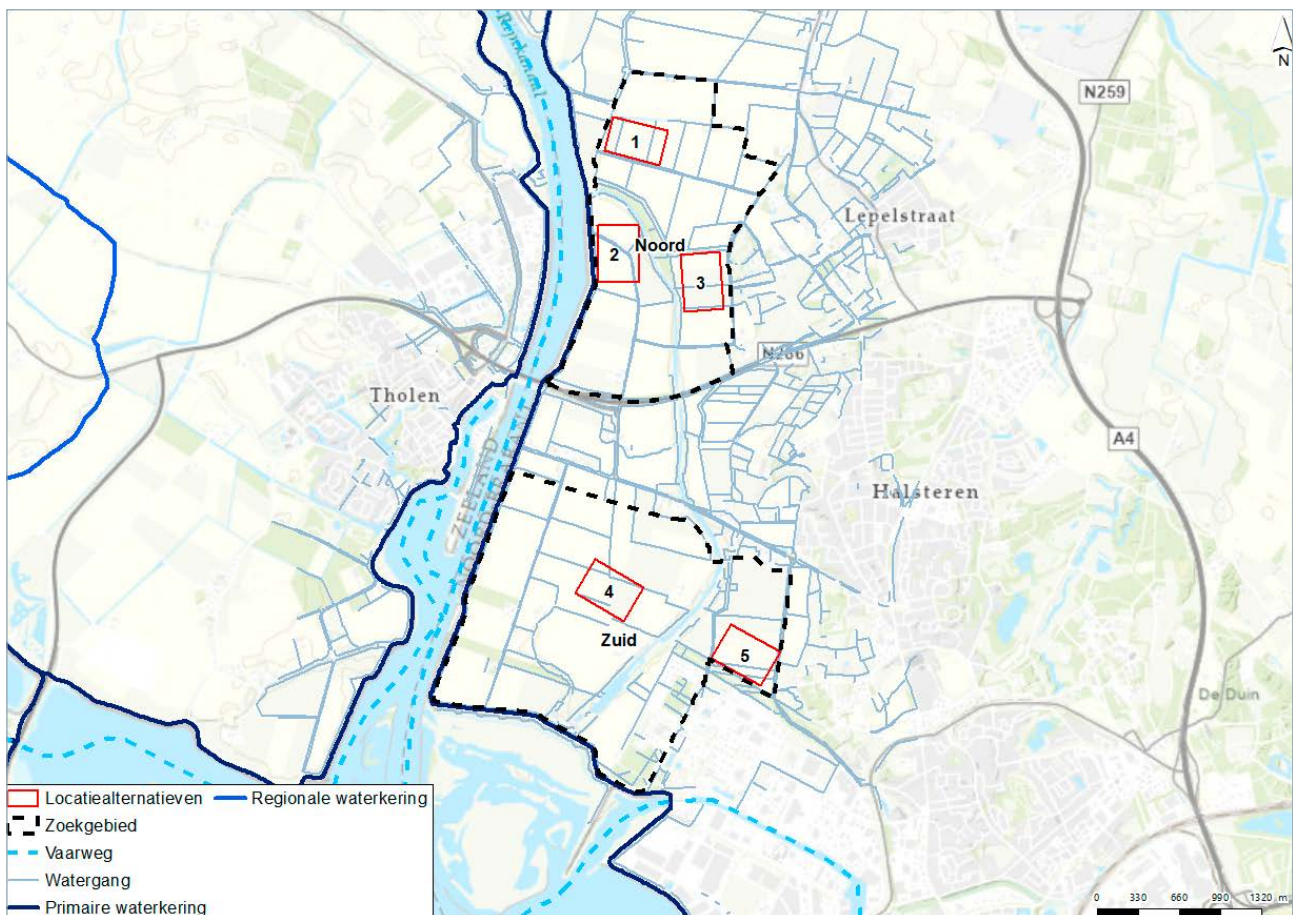 N
N259
1
Lepelstraat
Noord
2
3
N286
Tholen
A4
ZEELAND
Halsteren
4
Zuid
5
De Duin
Locatiealternatieven Regionale waterkering
Zoekgebied
Vaarweg
Watergang
Primaire waterkering
0 330 660 990 1320 m